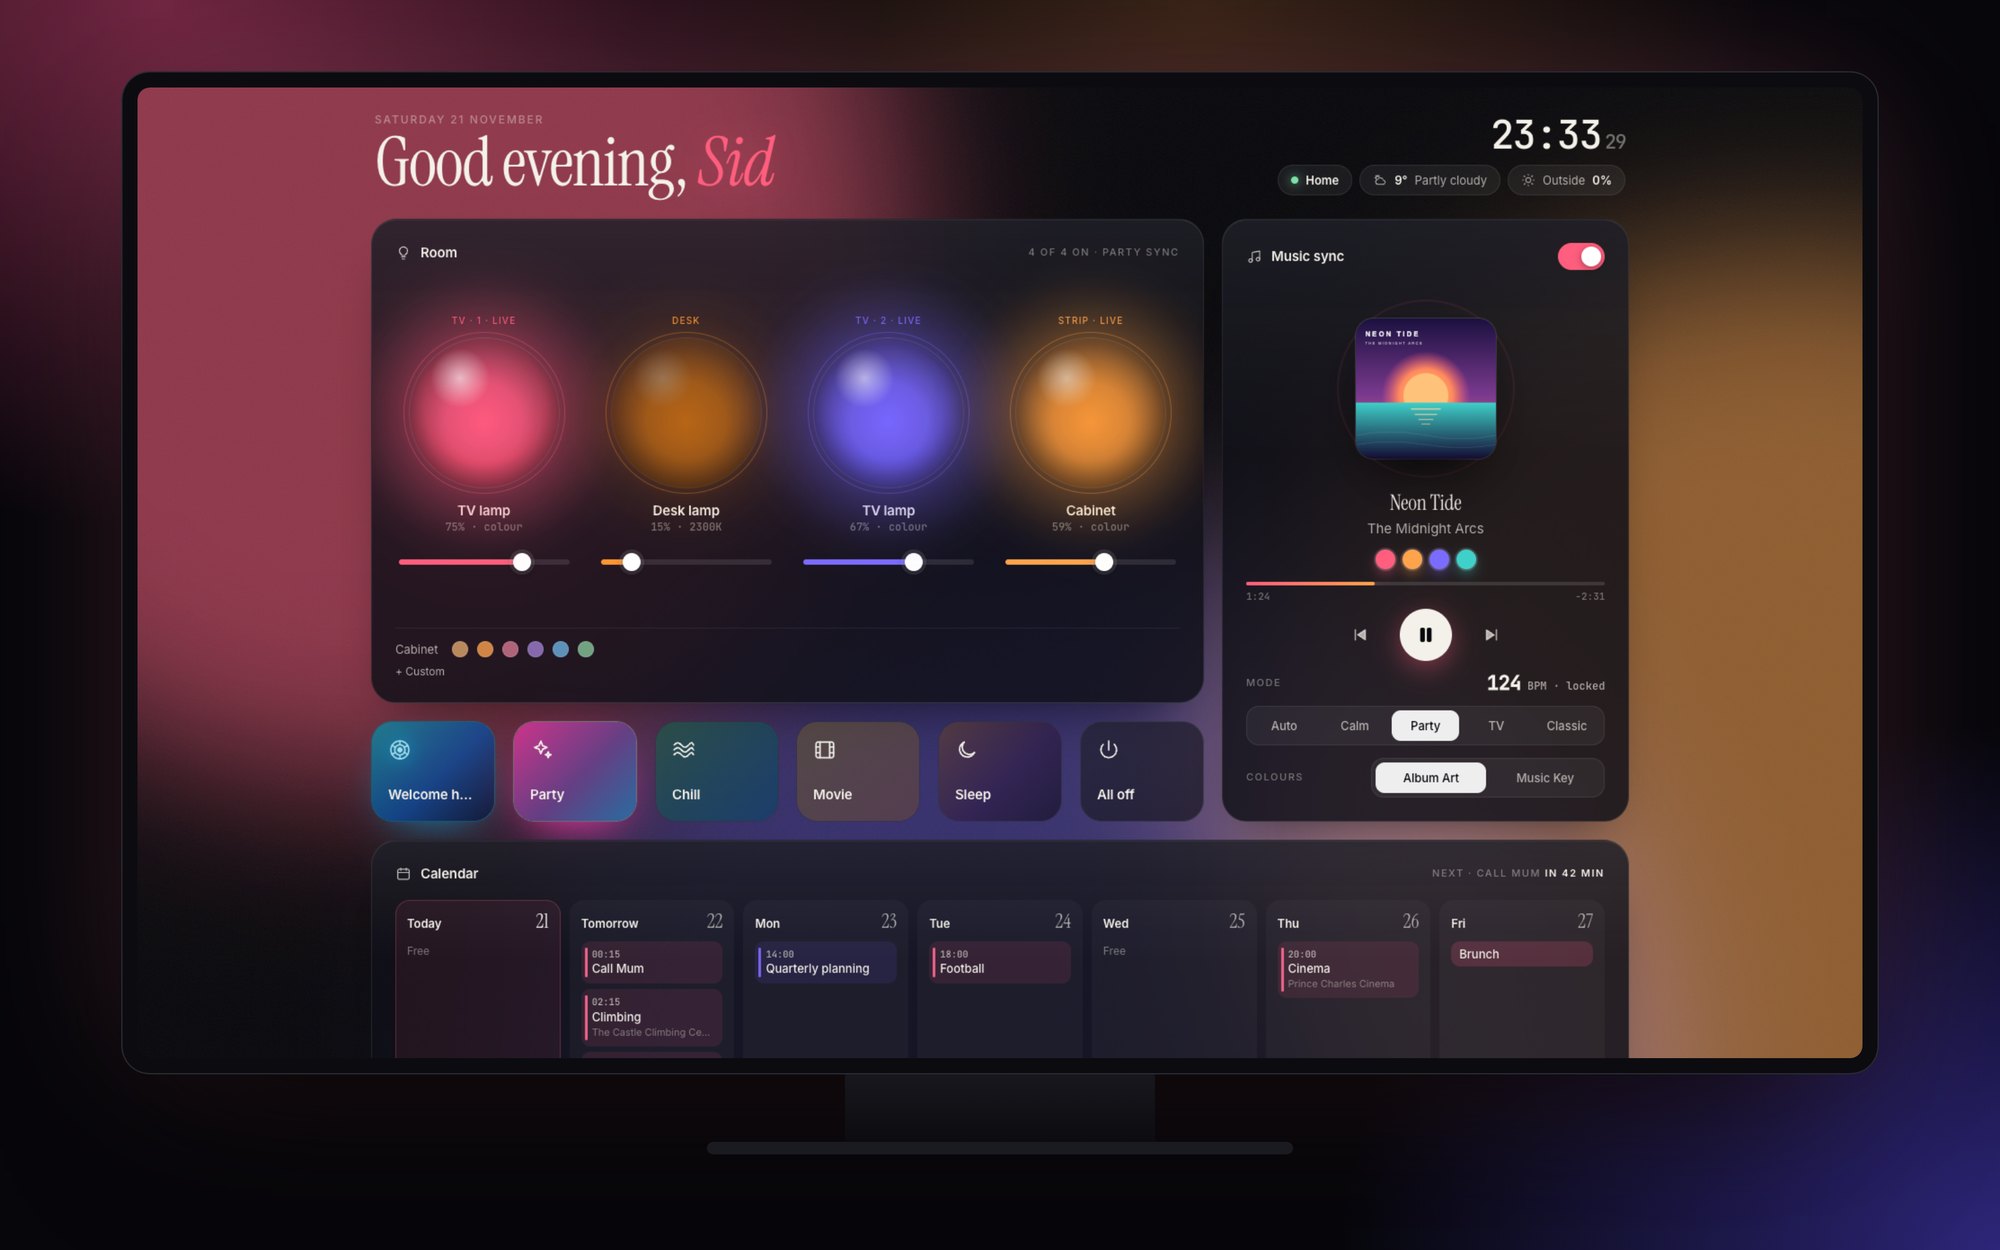 SATURDAY 21 NOVEMBER
Good evening, Sid
23:33 29
Home
9° Partly cloudy
Outside 0%
Room
4 OF 4 ON · PARTY SYNC
TV · 1 · LIVE
DESK
TV · 2 · LIVE
STRIP · LIVE
TV lamp
75% · colour
Desk lamp
15% · 2300K
TV lamp
67% · colour
Cabinet
59% · colour
Cabinet
+ Custom
Music sync
NEON TIDE
THE MIDNIGHT ARCS
Neon Tide
The Midnight Arcs
1:24
-2:31
MODE
124 BPM · locked
Auto
Calm
Party
TV
Classic
COLOURS
Album Art
Music Key
Welcome h...
Party
Chill
Movie
Sleep
All off
Calendar
NEXT · CALL MUM IN 42 MIN
Today 21
Free
Tomorrow 22
00:15
Call Mum
02:15
Climbing
The Castle Climbing Ce...
Mon 23
14:00
Quarterly planning
Tue 24
18:00
Football
Wed 25
Free
Thu 26
20:00
Cinema
Prince Charles Cinema
Fri 27
Brunch